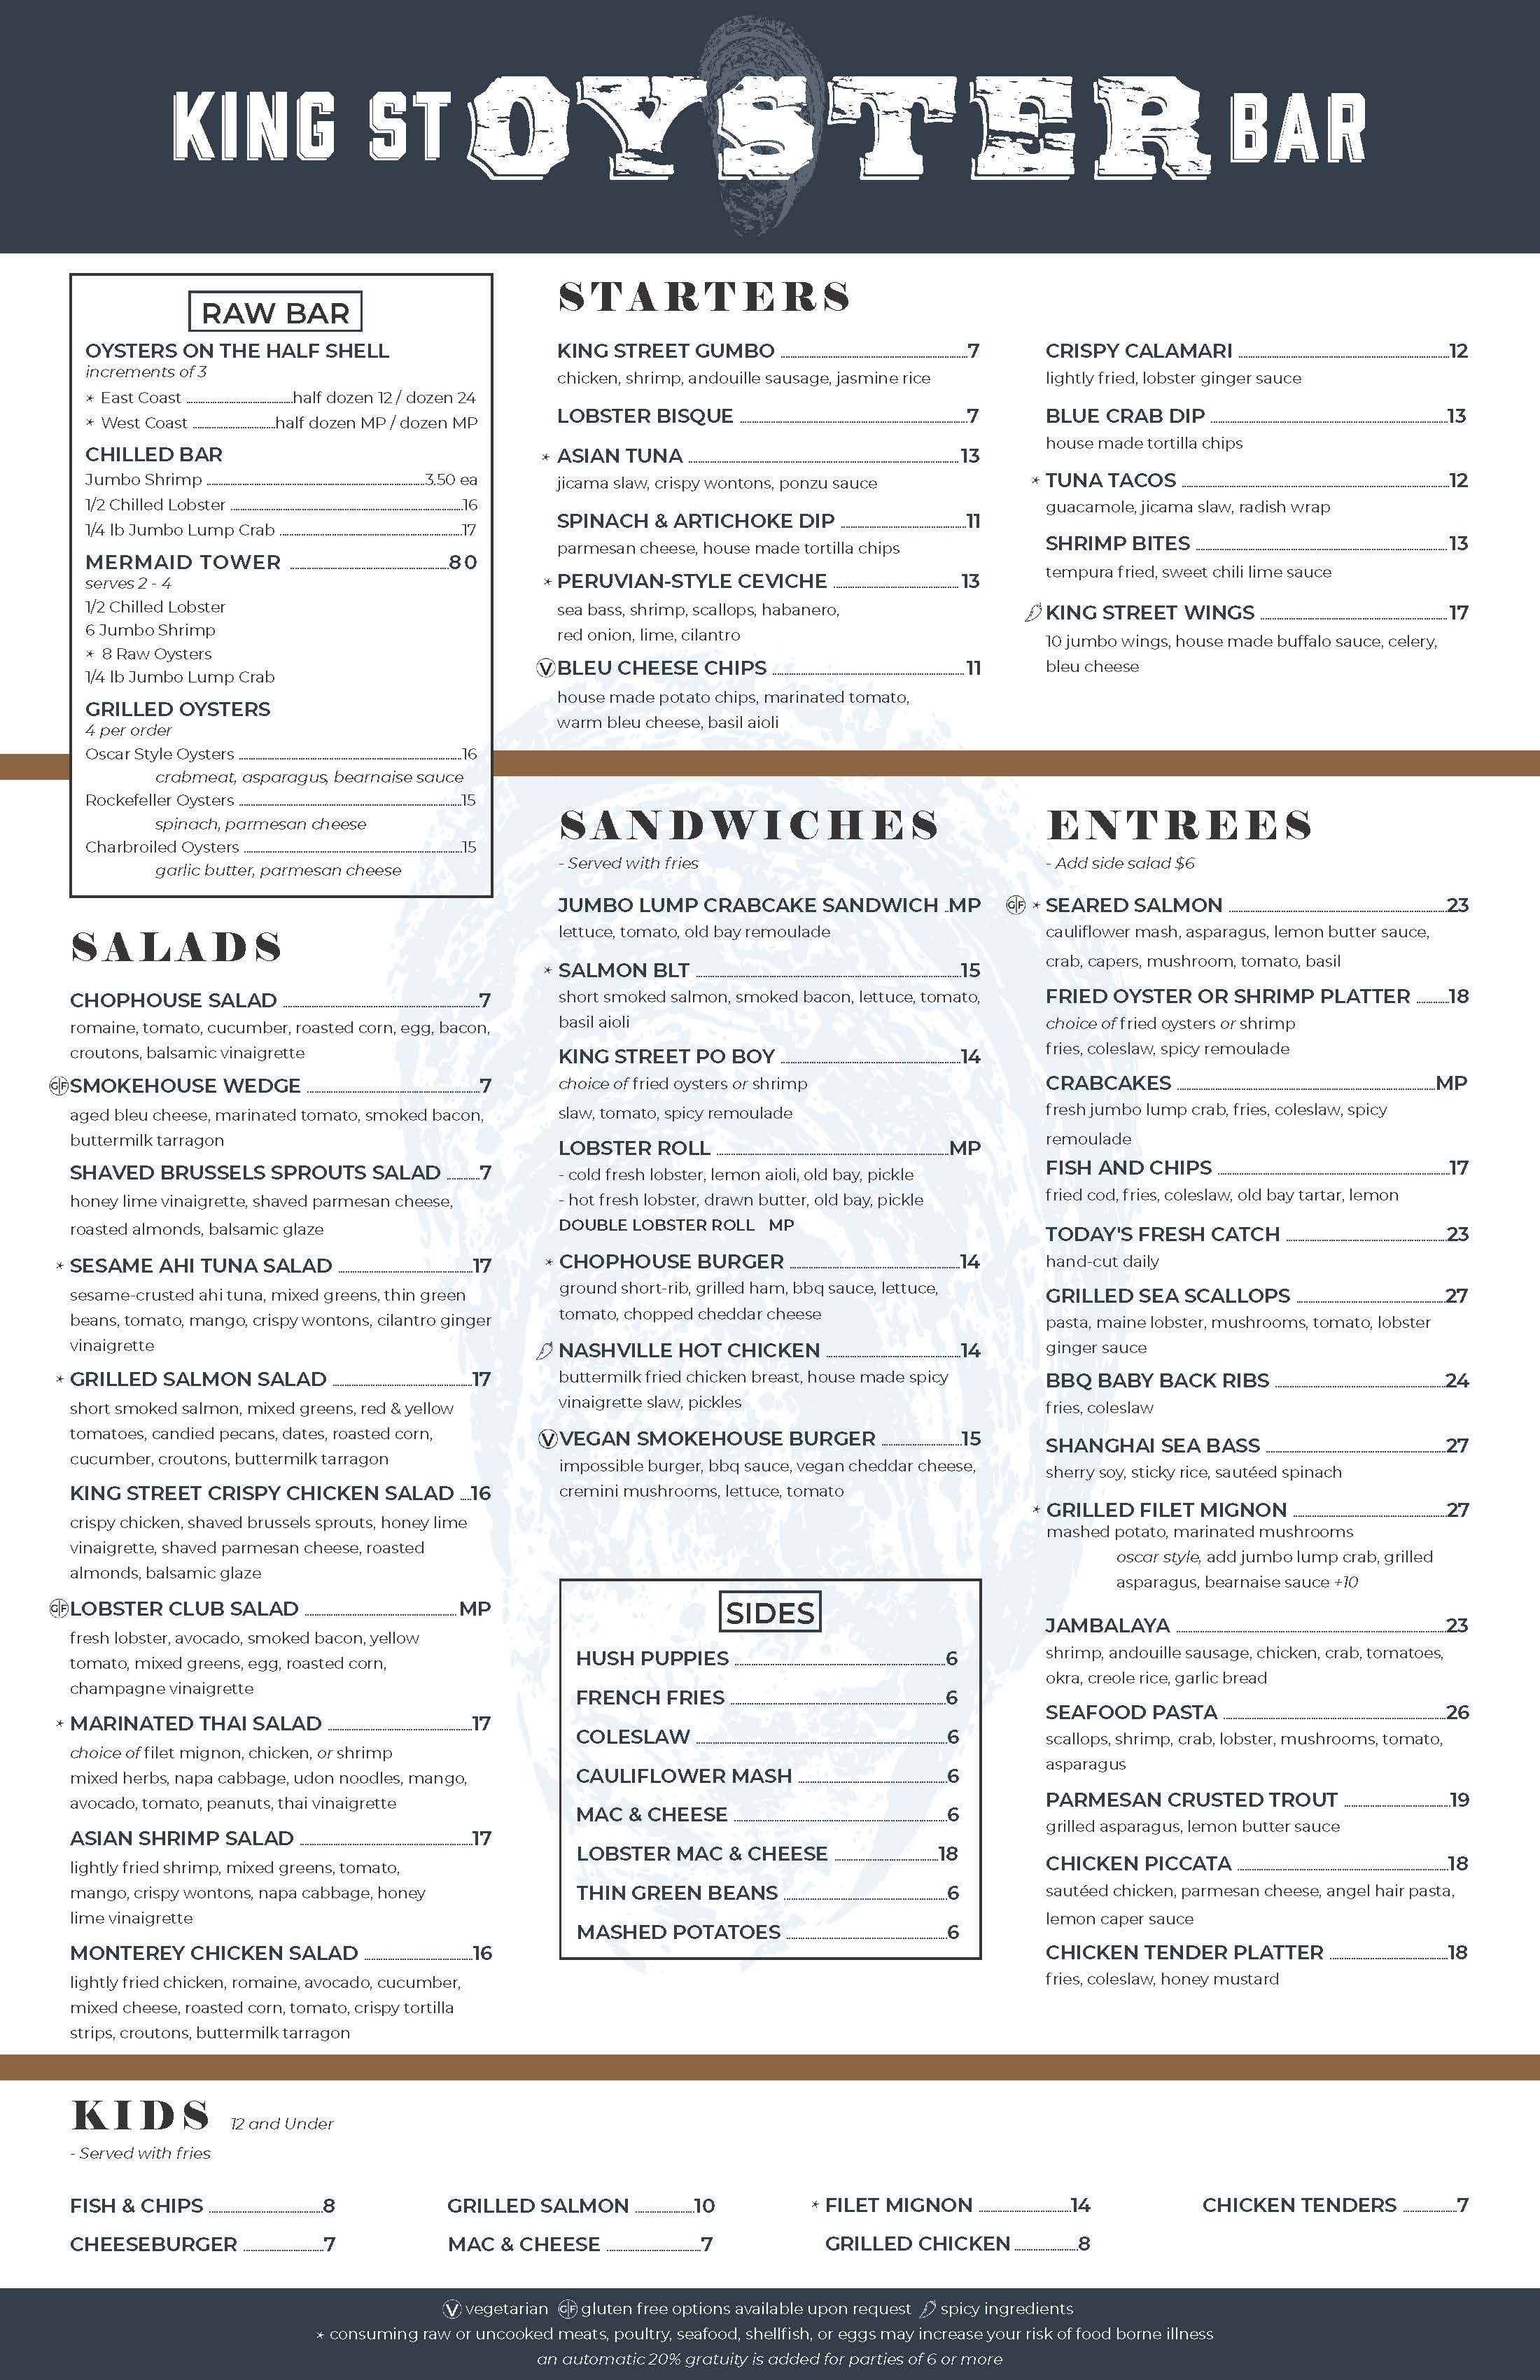 KING ST OYSTER BAR
RAW BAR
OYSTERS ON THE HALF SHELL
increments of 3
* East Coast half dozen 12 / dozen 24
* West Coast half dozen MP / dozen MP
CHILLED BAR
Jumbo Shrimp 3.50 ea
1/2 Chilled Lobster 16
1/4 lb Jumbo Lump Crab 17
MERMAID TOWER 80
serves 2 - 4
1/2 Chilled Lobster
6 Jumbo Shrimp
* 8 Raw Oysters
1/4 lb Jumbo Lump Crab
GRILLED OYSTERS
4 per order
Oscar Style Oysters 16
crabmeat, asparagus, bearnaise sauce
Rockefeller Oysters 15
spinach, parmesan cheese
Charbroiled Oysters 15
garlic butter, parmesan cheese
STARTERS
KING STREET GUMBO 7
chicken, shrimp, andouille sausage, jasmine rice
LOBSTER BISQUE 7
* ASIAN TUNA 13
jicama slaw, crispy wontons, ponzu sauce
SPINACH & ARTICHOKE DIP 11
parmesan cheese, house made tortilla chips
* PERUVIAN-STYLE CEVICHE 13
sea bass, shrimp, scallops, habanero,
red onion, lime, cilantro
V BLEU CHEESE CHIPS 11
house made potato chips, marinated tomato,
warm bleu cheese, basil aioli
CRISPY CALAMARI 12
lightly fried, lobster ginger sauce
BLUE CRAB DIP 13
house made tortilla chips
* TUNA TACOS 12
guacamole, jicama slaw, radish wrap
SHRIMP BITES 13
tempura fried, sweet chili lime sauce
KING STREET WINGS 17
10 jumbo wings, house made buffalo sauce, celery,
bleu cheese
SALADS
CHOPHOUSE SALAD 7
romaine, tomato, cucumber, roasted corn, egg, bacon,
croutons, balsamic vinaigrette
GF SMOKEHOUSE WEDGE 7
aged bleu cheese, marinated tomato, smoked bacon,
buttermilk tarragon
SHAVED BRUSSELS SPROUTS SALAD 7
honey lime vinaigrette, shaved parmesan cheese,
roasted almonds, balsamic glaze
* SESAME AHI TUNA SALAD 17
sesame-crusted ahi tuna, mixed greens, thin green
beans, tomato, mango, crispy wontons, cilantro ginger
vinaigrette
* GRILLED SALMON SALAD 17
short smoked salmon, mixed greens, red & yellow
tomatoes, candied pecans, dates, roasted corn,
cucumber, croutons, buttermilk tarragon
KING STREET CRISPY CHICKEN SALAD 16
crispy chicken, shaved brussels sprouts, honey lime
vinaigrette, shaved parmesan cheese, roasted
almonds, balsamic glaze
GF LOBSTER CLUB SALAD MP
fresh lobster, avocado, smoked bacon, yellow
tomato, mixed greens, egg, roasted corn,
champagne vinaigrette
* MARINATED THAI SALAD 17
choice of filet mignon, chicken, or shrimp
mixed herbs, napa cabbage, udon noodles, mango,
avocado, tomato, peanuts, thai vinaigrette
ASIAN SHRIMP SALAD 17
lightly fried shrimp, mixed greens, tomato,
mango, crispy wontons, napa cabbage, honey
lime vinaigrette
MONTEREY CHICKEN SALAD 16
lightly fried chicken, romaine, avocado, cucumber,
mixed cheese, roasted corn, tomato, crispy tortilla
strips, croutons, buttermilk tarragon
SANDWICHES
- Served with fries
JUMBO LUMP CRABCAKE SANDWICH MP
lettuce, tomato, old bay remoulade
* SALMON BLT 15
short smoked salmon, smoked bacon, lettuce, tomato,
basil aioli
KING STREET PO BOY 14
choice of fried oysters or shrimp
slaw, tomato, spicy remoulade
LOBSTER ROLL MP
- cold fresh lobster, lemon aioli, old bay, pickle
- hot fresh lobster, drawn butter, old bay, pickle
DOUBLE LOBSTER ROLL MP
* CHOPHOUSE BURGER 14
ground short-rib, grilled ham, bbq sauce, lettuce,
tomato, chopped cheddar cheese
NASHVILLE HOT CHICKEN 14
buttermilk fried chicken breast, house made spicy
vinaigrette slaw, pickles
V VEGAN SMOKEHOUSE BURGER 15
impossible burger, bbq sauce, vegan cheddar cheese,
cremini mushrooms, lettuce, tomato
SIDES
HUSH PUPPIES 6
FRENCH FRIES 6
COLESLAW 6
CAULIFLOWER MASH 6
MAC & CHEESE 6
LOBSTER MAC & CHEESE 18
THIN GREEN BEANS 6
MASHED POTATOES 6
ENTREES
- Add side salad $6
GF * SEARED SALMON 23
cauliflower mash, asparagus, lemon butter sauce,
crab, capers, mushroom, tomato, basil
FRIED OYSTER OR SHRIMP PLATTER 18
choice of fried oysters or shrimp
fries, coleslaw, spicy remoulade
CRABCAKES MP
fresh jumbo lump crab, fries, coleslaw, spicy
remoulade
FISH AND CHIPS 17
fried cod, fries, coleslaw, old bay tartar, lemon
TODAY'S FRESH CATCH 23
hand-cut daily
GRILLED SEA SCALLOPS 27
pasta, maine lobster, mushrooms, tomato, lobster
ginger sauce
BBQ BABY BACK RIBS 24
fries, coleslaw
SHANGHAI SEA BASS 27
sherry soy, sticky rice, sautéed spinach
* GRILLED FILET MIGNON 27
mashed potato, marinated mushrooms
oscar style, add jumbo lump crab, grilled
asparagus, bearnaise sauce +10
JAMBALAYA 23
shrimp, andouille sausage, chicken, crab, tomatoes,
okra, creole rice, garlic bread
SEAFOOD PASTA 26
scallops, shrimp, crab, lobster, mushrooms, tomato,
asparagus
PARMESAN CRUSTED TROUT 19
grilled asparagus, lemon butter sauce
CHICKEN PICCATA 18
sautéed chicken, parmesan cheese, angel hair pasta,
lemon caper sauce
CHICKEN TENDER PLATTER 18
fries, coleslaw, honey mustard
KIDS 12 and Under
- Served with fries
FISH & CHIPS 8
CHEESEBURGER 7
GRILLED SALMON 10
MAC & CHEESE 7
* FILET MIGNON 14
GRILLED CHICKEN 8
CHICKEN TENDERS 7
V vegetarian GF gluten free options available upon request spicy ingredients
* consuming raw or uncooked meats, poultry, seafood, shellfish, or eggs may increase your risk of food borne illness
an automatic 20% gratuity is added for parties of 6 or more